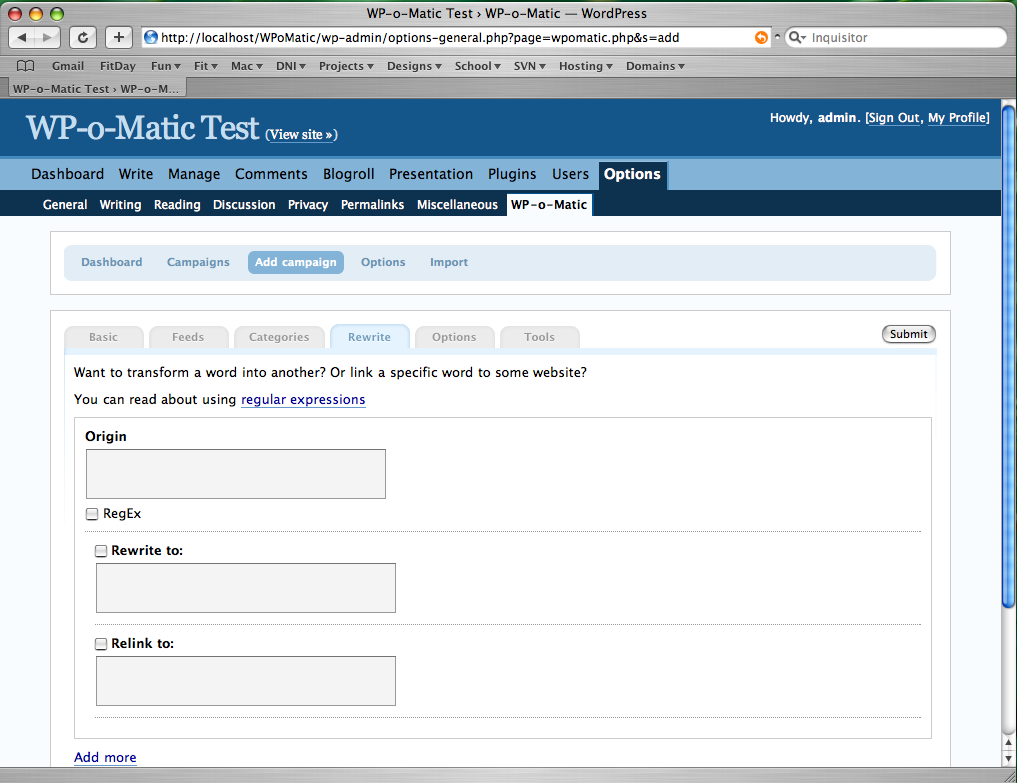 WP-o-Matic Test › WP-o-Matic — WordPress
http://localhost/WPoMatic/wp-admin/options-general.php?page=wpomatic.php&s=add
Inquisitor
Gmail FitDay Fun Fit Mac DNI Projects Designs School SVN Hosting Domains
WP-o-Matic Test › WP-o-M...
WP-o-Matic Test (View site »)
Howdy, admin. [Sign Out, My Profile]
Dashboard Write Manage Comments Blogroll Presentation Plugins Users Options
General Writing Reading Discussion Privacy Permalinks Miscellaneous WP-o-Matic
Dashboard Campaigns Add campaign Options Import
Basic Feeds Categories Rewrite Options Tools Submit
Want to transform a word into another? Or link a specific word to some website?
You can read about using regular expressions
Origin
RegEx
Rewrite to:
Relink to:
Add more